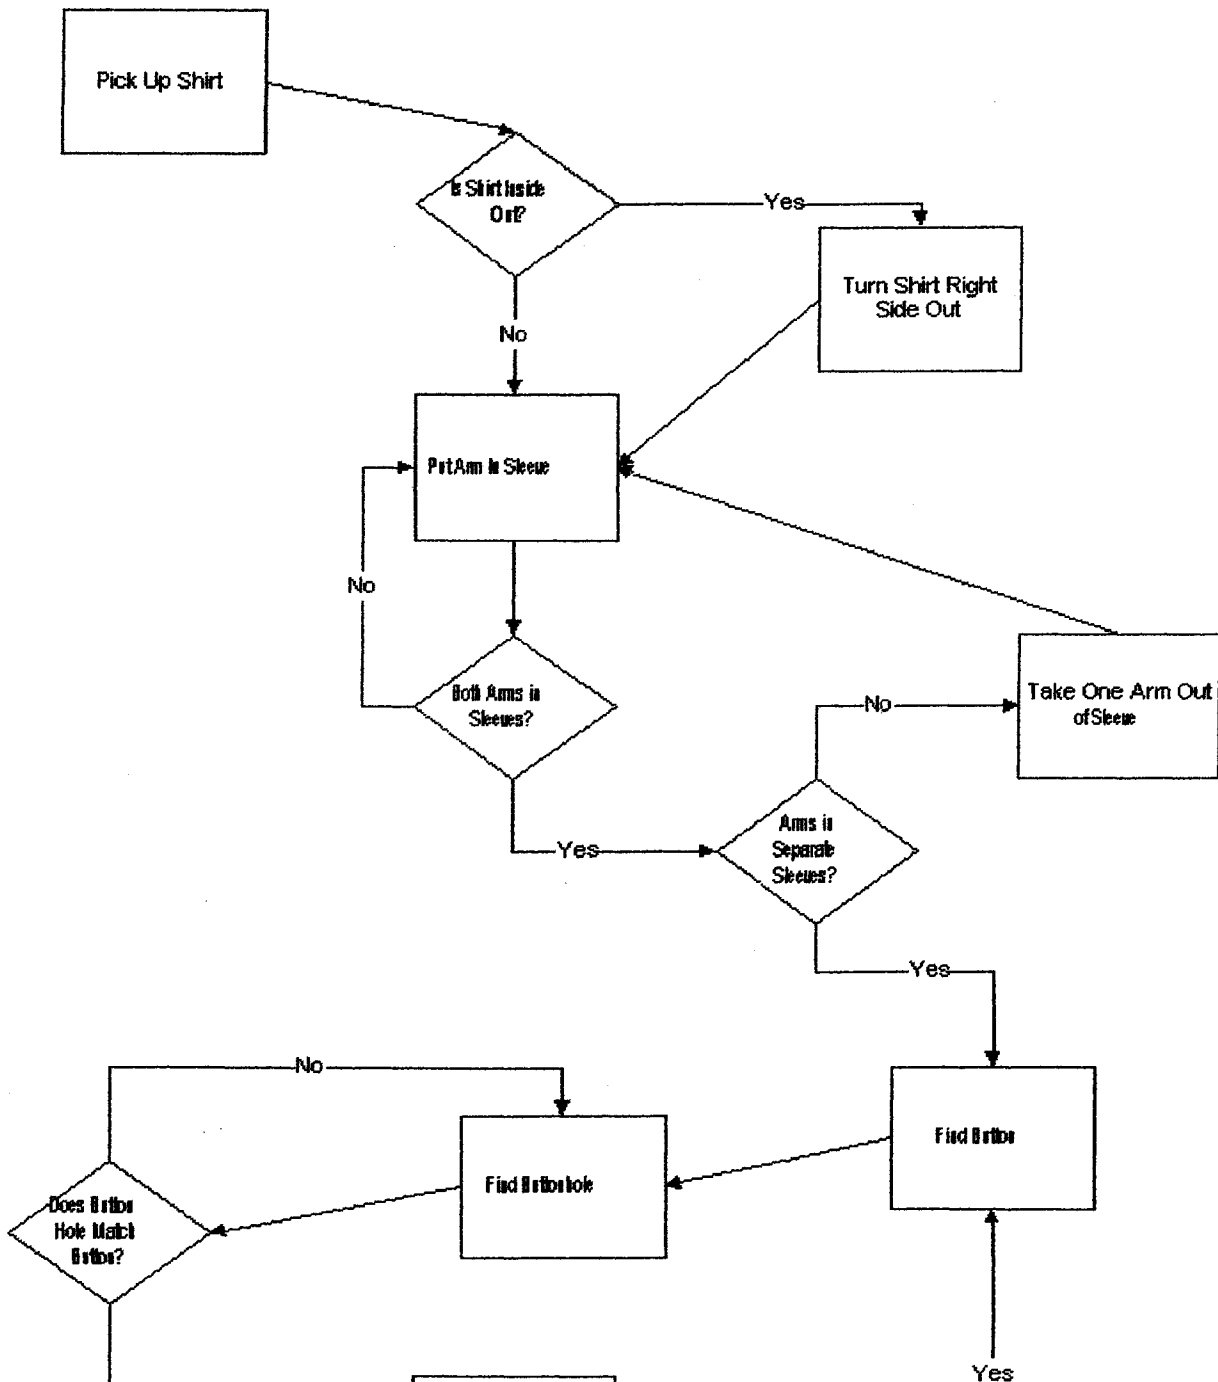 Pick Up Shirt
Is Shirt Inside
Out?
Yes
Turn Shirt Right
Side Out
No
Put Arm In Sleeve
No
Both Arms in
Sleeves?
No
Take One Arm Out
of Sleeve
Yes
Arms in
Separate
Sleeves?
Yes
No
Find Button
Find Buttonhole
Does Button
Hole Match
Button?
Yes